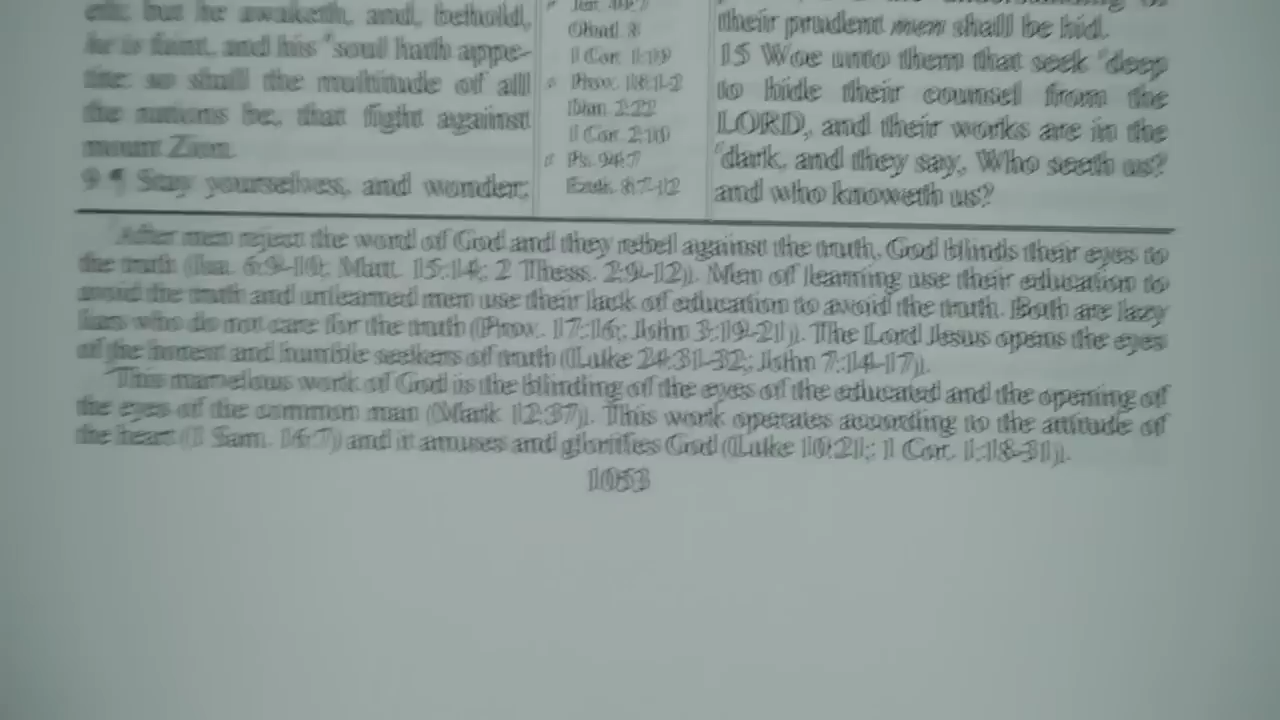 eth: but he awaketh, and, behold,
he is faint, and his soul hath appe-
tite: so shall the multitude of all
the nations be, that fight against
mount Zion.
9 ¶ Stay yourselves, and wonder;
Obad. 8
1 Cor. 1:19
Prov. 18:1-2
Dan. 2:22
1 Cor. 2:10
Ps. 94:7
Ezek. 8:7-12
their prudent men shall be hid.
15 Woe unto them that seek deep
to hide their counsel from the
LORD, and their works are in the
dark, and they say, Who seeth us?
and who knoweth us?
After men reject the word of God and they rebel against the truth, God blinds their eyes to
the truth (Isa. 6:9-10; Matt. 15:14; 2 Thess. 2:9-12). Men of learning use their education to
avoid the truth and unlearned men use their lack of education to avoid the truth. Both are lazy
liars who do not care for the truth (Prov. 17:16; John 3:19-21). The Lord Jesus opens the eyes
of the honest and humble seekers of truth (Luke 24:31-32; John 7:14-17).
This marvelous work of God is the blinding of the eyes of the educated and the opening of
the eyes of the common man (Mark 12:37). This work operates according to the attitude of
the heart (1 Sam. 16:7) and it amuses and glorifies God (Luke 10:21; 1 Cor. 1:18-31).
1053